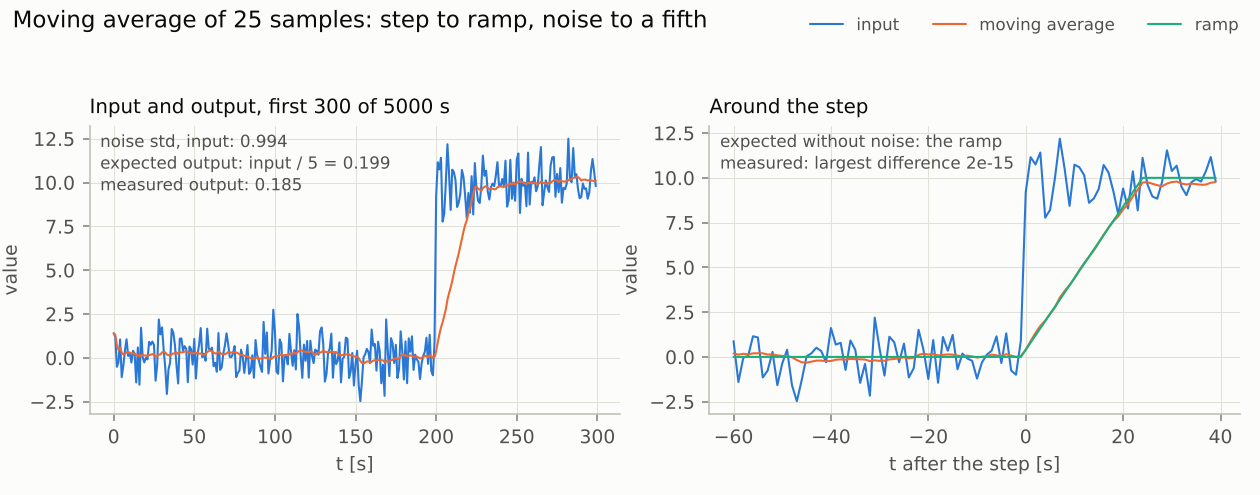 Moving average of 25 samples: step to ramp, noise to a fifth
input
moving average
ramp
Input and output, first 300 of 5000 s
noise std, input: 0.994
expected output: input / 5 = 0.199
measured output: 0.185
12.5
10.0
7.5
5.0
2.5
0.0
−2.5
value
0
50
100
150
200
250
300
t [s]
Around the step
expected without noise: the ramp
measured: largest difference 2e-15
12.5
10.0
7.5
5.0
2.5
0.0
−2.5
value
−60
−40
−20
0
20
40
t after the step [s]